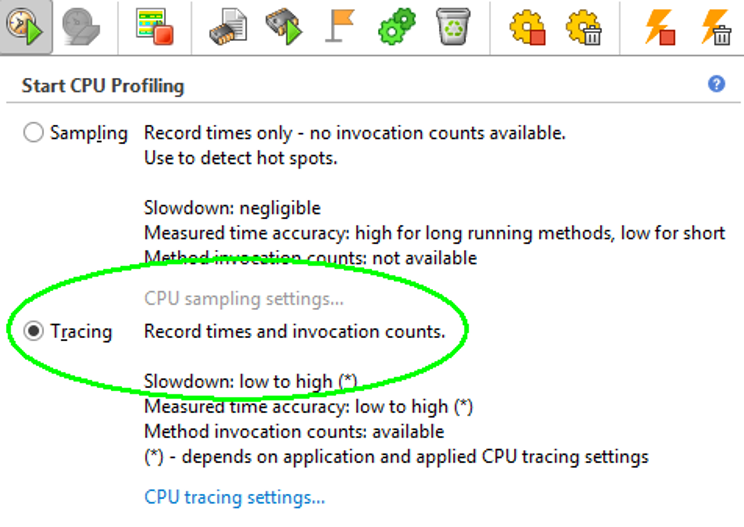 Start CPU Profiling
Sampling Record times only - no invocation counts available.
Use to detect hot spots.
Slowdown: negligible
Measured time accuracy: high for long running methods, low for short
Method invocation counts: not available
CPU sampling settings...
Tracing Record times and invocation counts.
Slowdown: low to high (*)
Measured time accuracy: low to high (*)
Method invocation counts: available
(*) - depends on application and applied CPU tracing settings
CPU tracing settings...